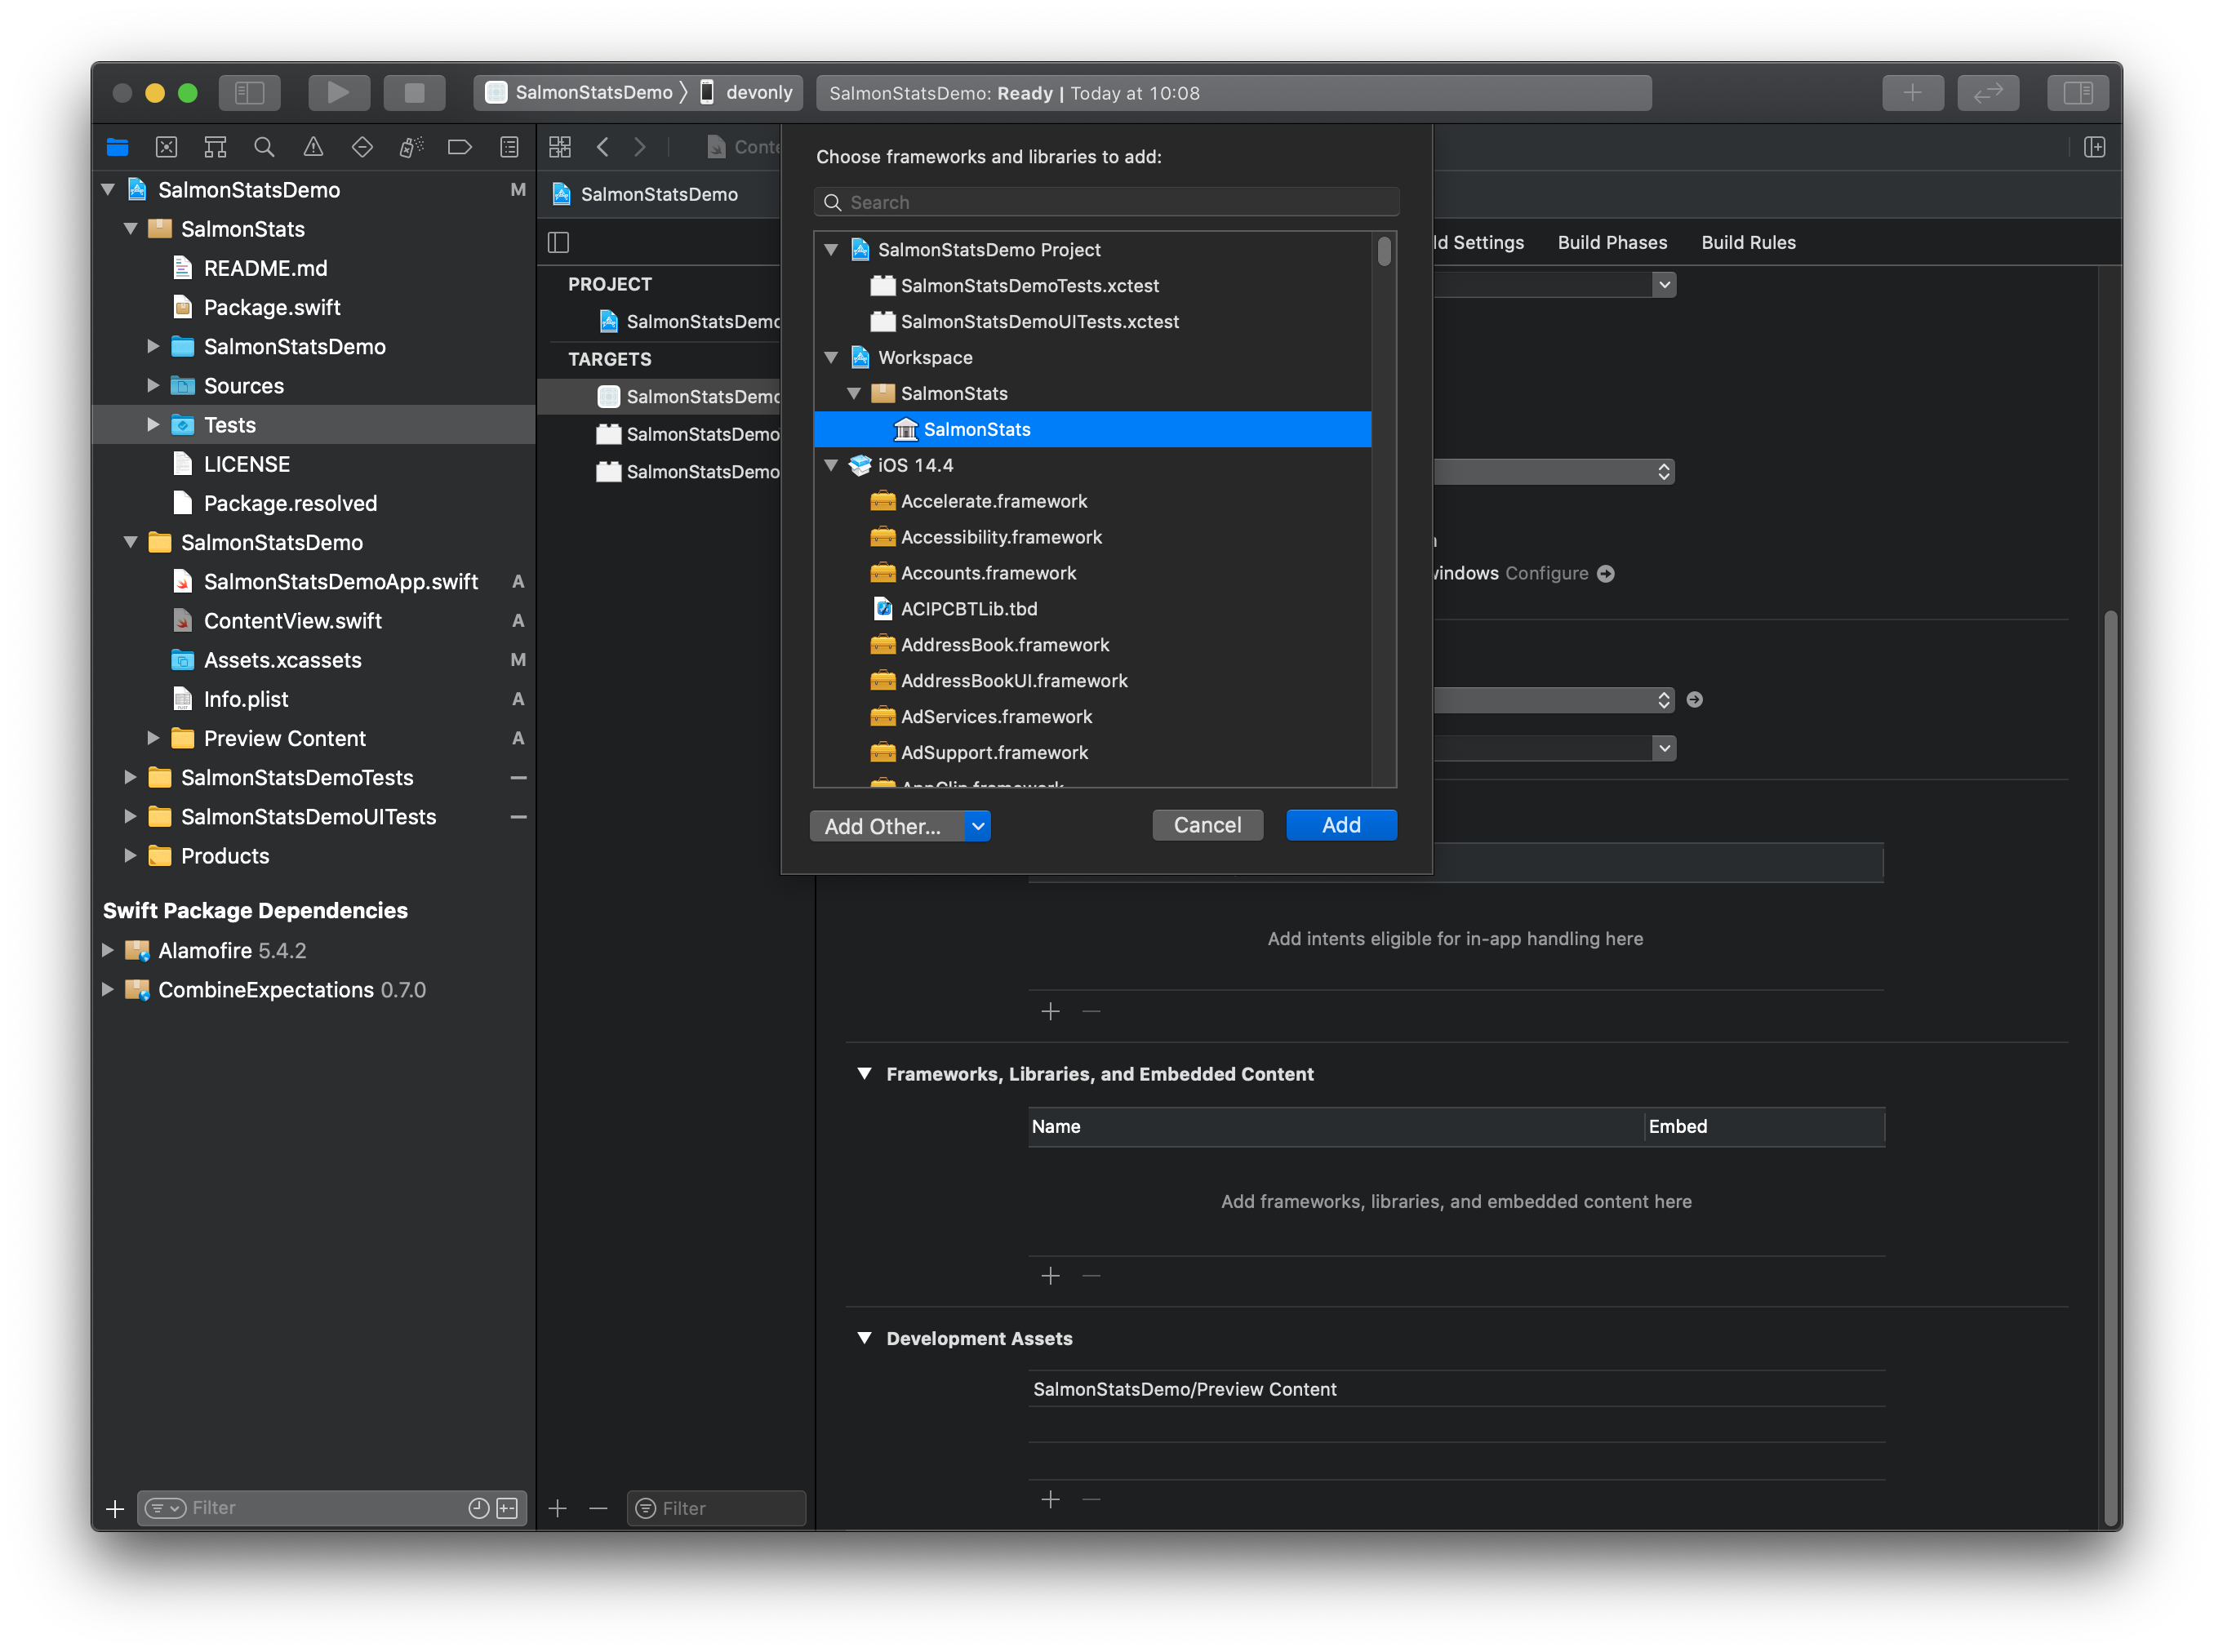 SalmonStatsDemo 〉 devonly
SalmonStatsDemo: Ready | Today at 10:08
SalmonStatsDemo M
SalmonStats
README.md
Package.swift
SalmonStatsDemo
Sources
Tests
LICENSE
Package.resolved
SalmonStatsDemo
SalmonStatsDemoApp.swift A
ContentView.swift A
Assets.xcassets M
Info.plist A
Preview Content A
SalmonStatsDemoTests
SalmonStatsDemoUITests
Products
Swift Package Dependencies
Alamofire 5.4.2
CombineExpectations 0.7.0
Filter
Conte
SalmonStatsDemo
PROJECT
SalmonStatsDemo
TARGETS
SalmonStatsDemo
SalmonStatsDemo
SalmonStatsDemo
Filter
Choose frameworks and libraries to add:
Search
SalmonStatsDemo Project
SalmonStatsDemoTests.xctest
SalmonStatsDemoUITests.xctest
Workspace
SalmonStats
SalmonStats
iOS 14.4
Accelerate.framework
Accessibility.framework
Accounts.framework
ACIPCBTLib.tbd
AddressBook.framework
AddressBookUI.framework
AdServices.framework
AdSupport.framework
AppClip.framework
Add Other...
Cancel
Add
ld Settings
Build Phases
Build Rules
windows Configure
Add intents eligible for in-app handling here
Frameworks, Libraries, and Embedded Content
Name Embed
Add frameworks, libraries, and embedded content here
Development Assets
SalmonStatsDemo/Preview Content